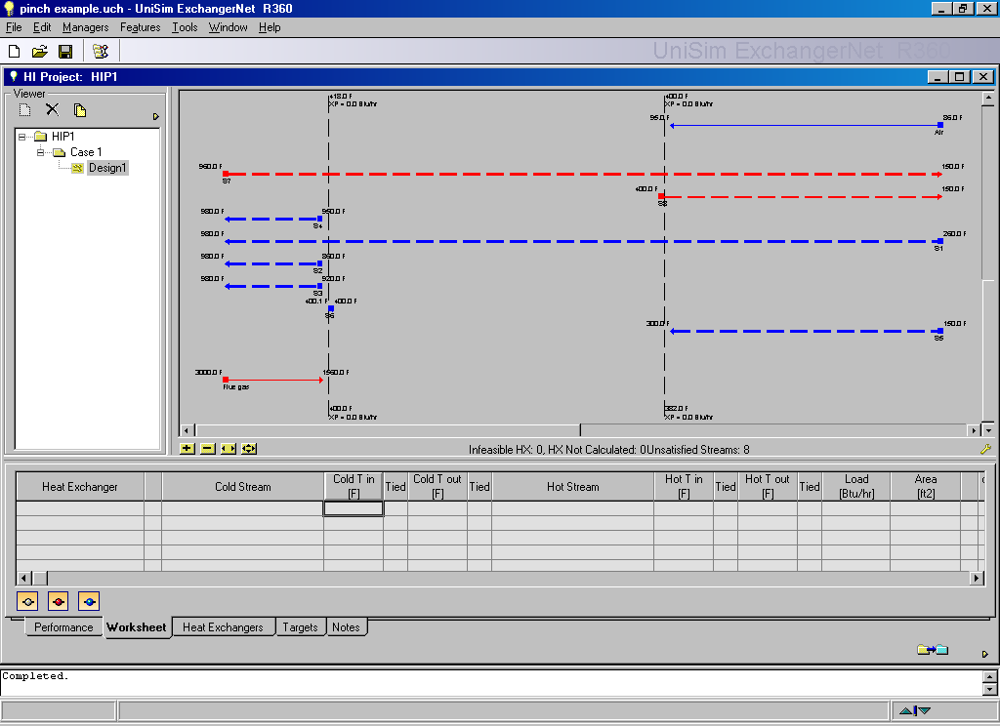 pinch example.uch - UniSim ExchangerNet R360
File Edit Managers Features Tools Window Help
UniSim ExchangerNet R360
HI Project: HIP1
Viewer
HIP1
Case 1
Design1
418.0 F
XP = 0.0 Btu/hr
400.0 F
XP = 0.0 Btu/hr
95.0 F
86.0 F
Air
960.0 F
150.0 F
S7
400.0 F
150.0 F
S8
980.0 F
950.0 F
S4
980.0 F
260.0 F
S1
980.0 F
860.0 F
S2
980.0 F
920.0 F
S3
400.1 F
400.0 F
S6
300.0 F
150.0 F
S5
3000.0 F
1560.0 F
Flue gas
400.0 F
XP = 0.0 Btu/hr
382.0 F
XP = 0.0 Btu/hr
Infeasible HX: 0, HX Not Calculated: 0Unsatisfied Streams: 8
Heat Exchanger Cold Stream Cold T in [F] Tied Cold T out [F] Tied Hot Stream Hot T in [F] Tied Hot T out [F] Tied Load [Btu/hr] Area [ft2]
Performance Worksheet Heat Exchangers Targets Notes
Completed.